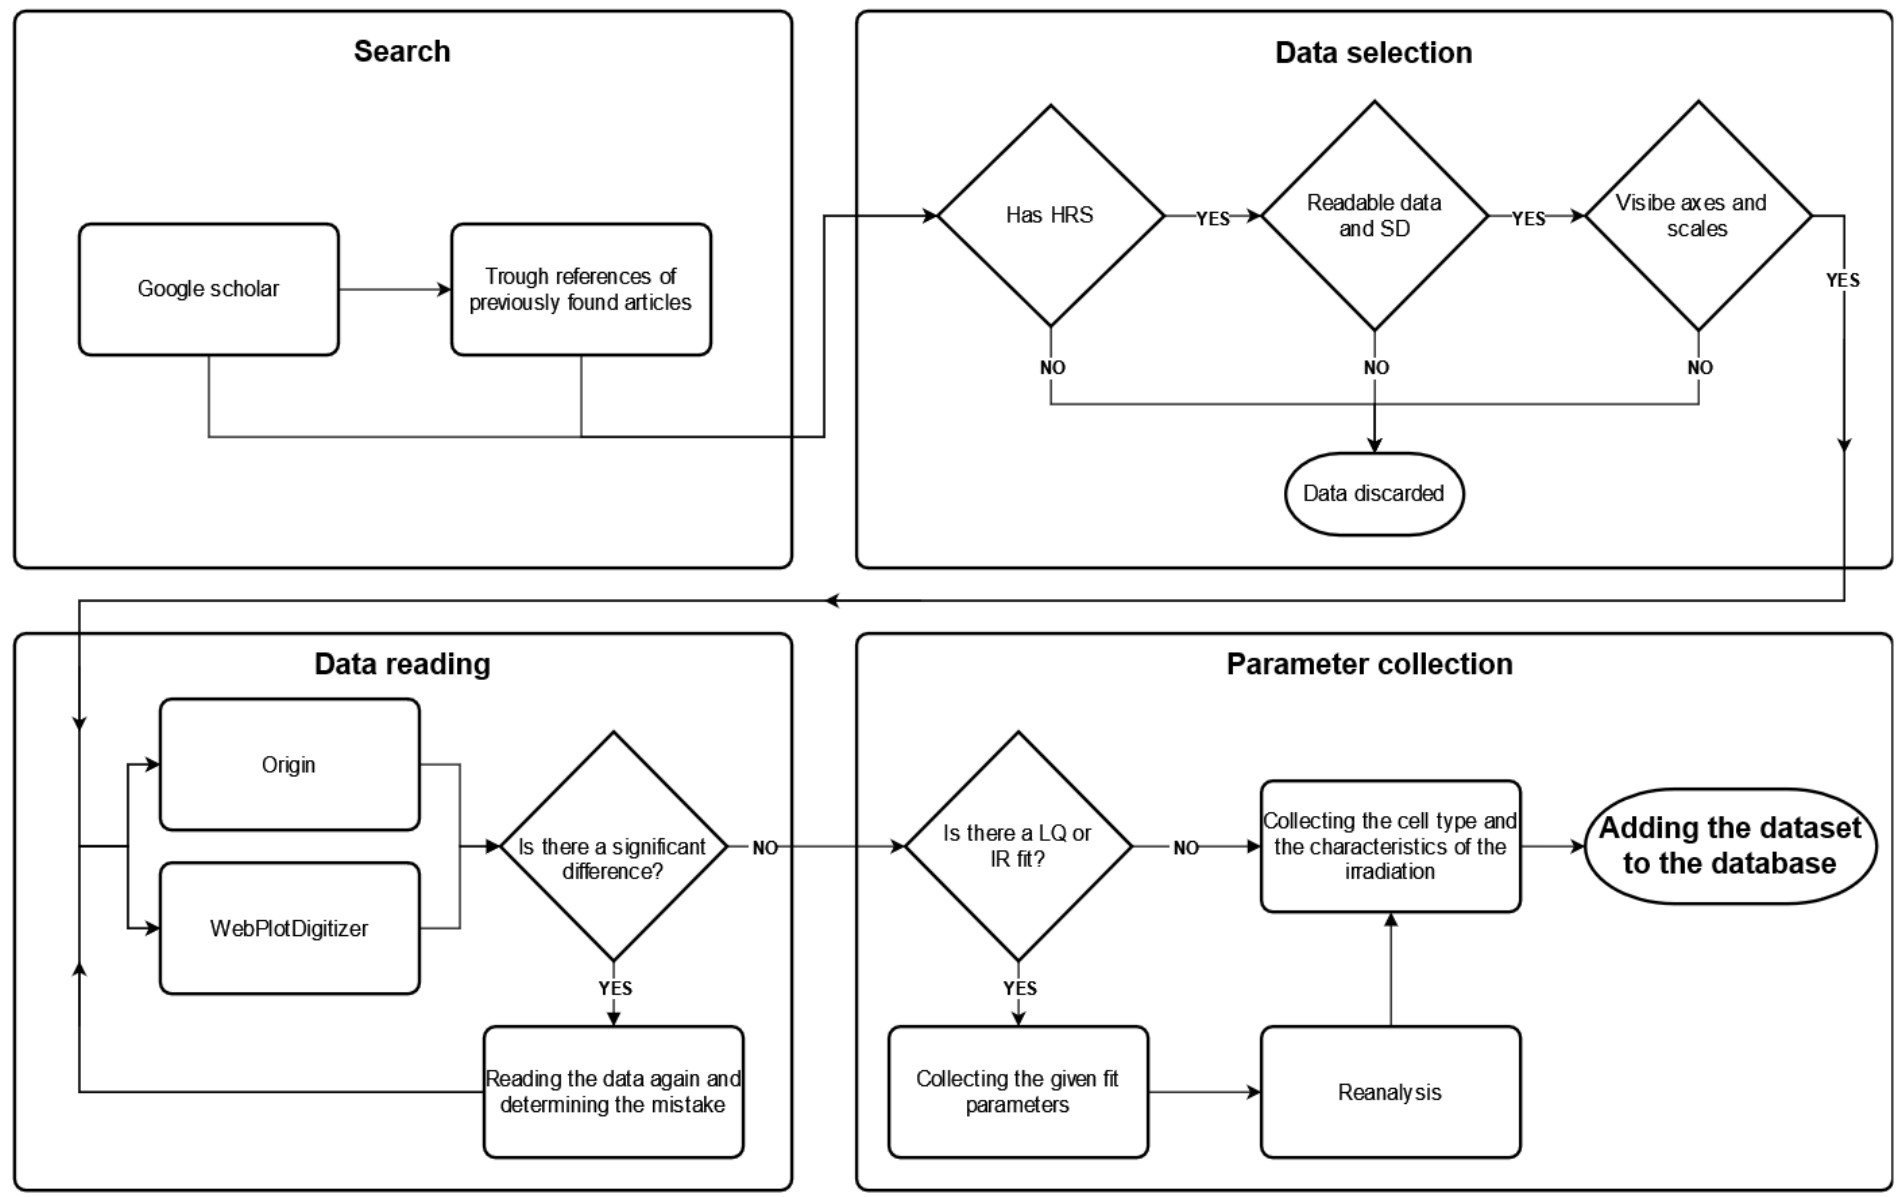 Search
Google scholar
Trough references of
previously found articles
Data selection
Has HRS
YES
Readable data
and SD
YES
Visibe axes and
scales
YES
NO
NO
NO
Data discarded
Data reading
Origin
WebPlotDigitizer
Is there a significant
difference?
NO
YES
Reading the data again and
determining the mistake
Parameter collection
Is there a LQ or
IR fit?
NO
YES
Collecting the given fit
parameters
Reanalysis
Collecting the cell type and
the characteristics of the
irradiation
Adding the dataset
to the database